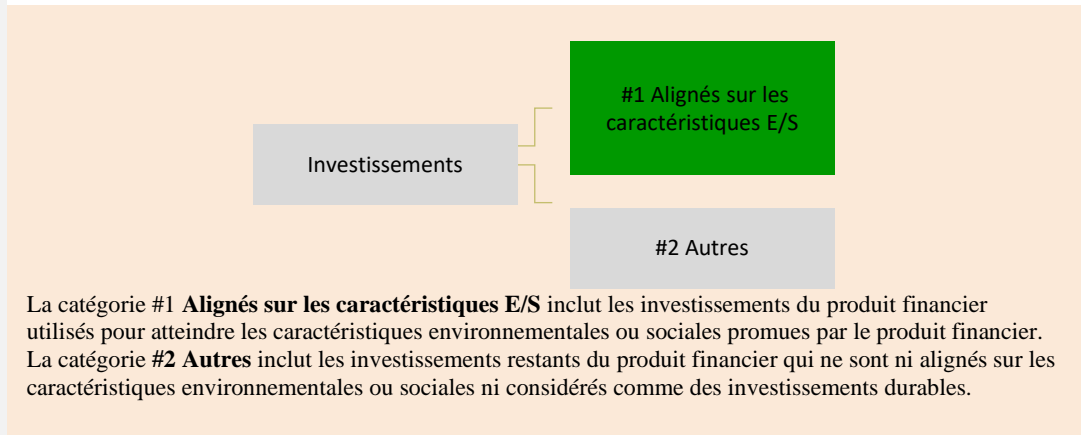 #1 Alignés sur les
caractéristiques E/S
Investissements
#2 Autres
La catégorie #1 Alignés sur les caractéristiques E/S inclut les investissements du produit financier
utilisés pour atteindre les caractéristiques environnementales ou sociales promues par le produit financier.
La catégorie #2 Autres inclut les investissements restants du produit financier qui ne sont ni alignés sur les
caractéristiques environnementales ou sociales ni considérés comme des investissements durables.